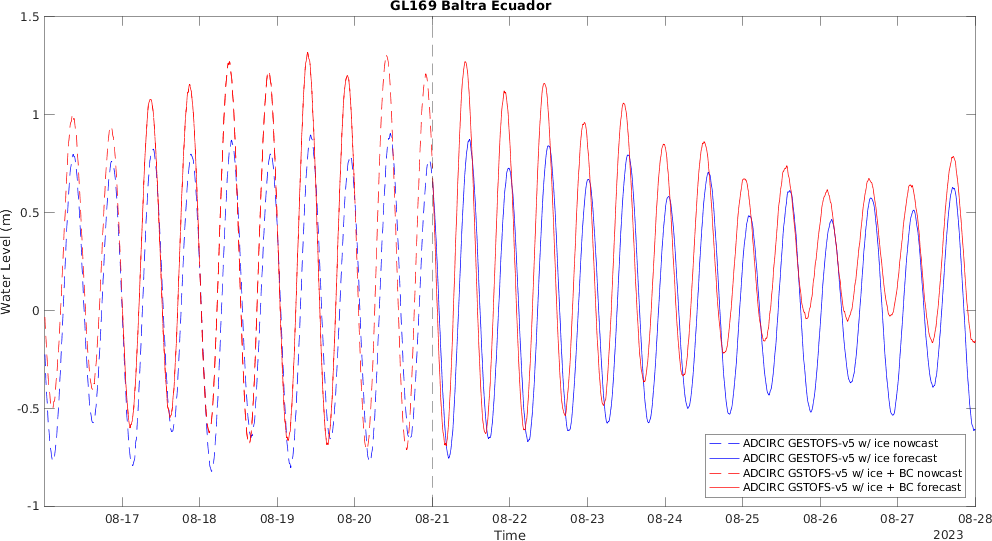 GL169 Baltra Ecuador
1.5
1
0.5
0
-0.5
-1
Water Level (m)
08-17 08-18 08-19 08-20 08-21 08-22 08-23 08-24 08-25 08-26 08-27 08-28
Time
2023
ADCIRC GESTOFS-v5 w/ ice nowcast
ADCIRC GESTOFS-v5 w/ ice forecast
ADCIRC GSTOFS-v5 w/ ice + BC nowcast
ADCIRC GSTOFS-v5 w/ ice + BC forecast